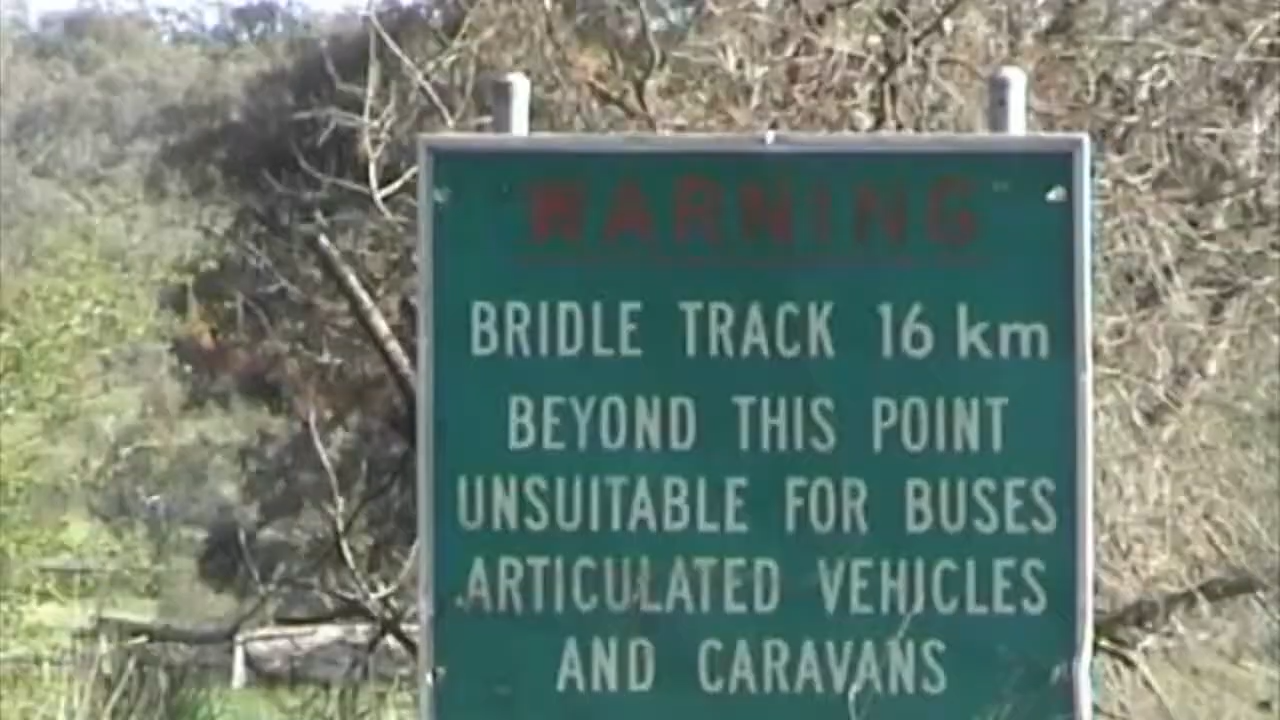 WARNING
BRIDLE TRACK 16 km
BEYOND THIS POINT
UNSUITABLE FOR BUSES
ARTICULATED VEHICLES
AND CARAVANS